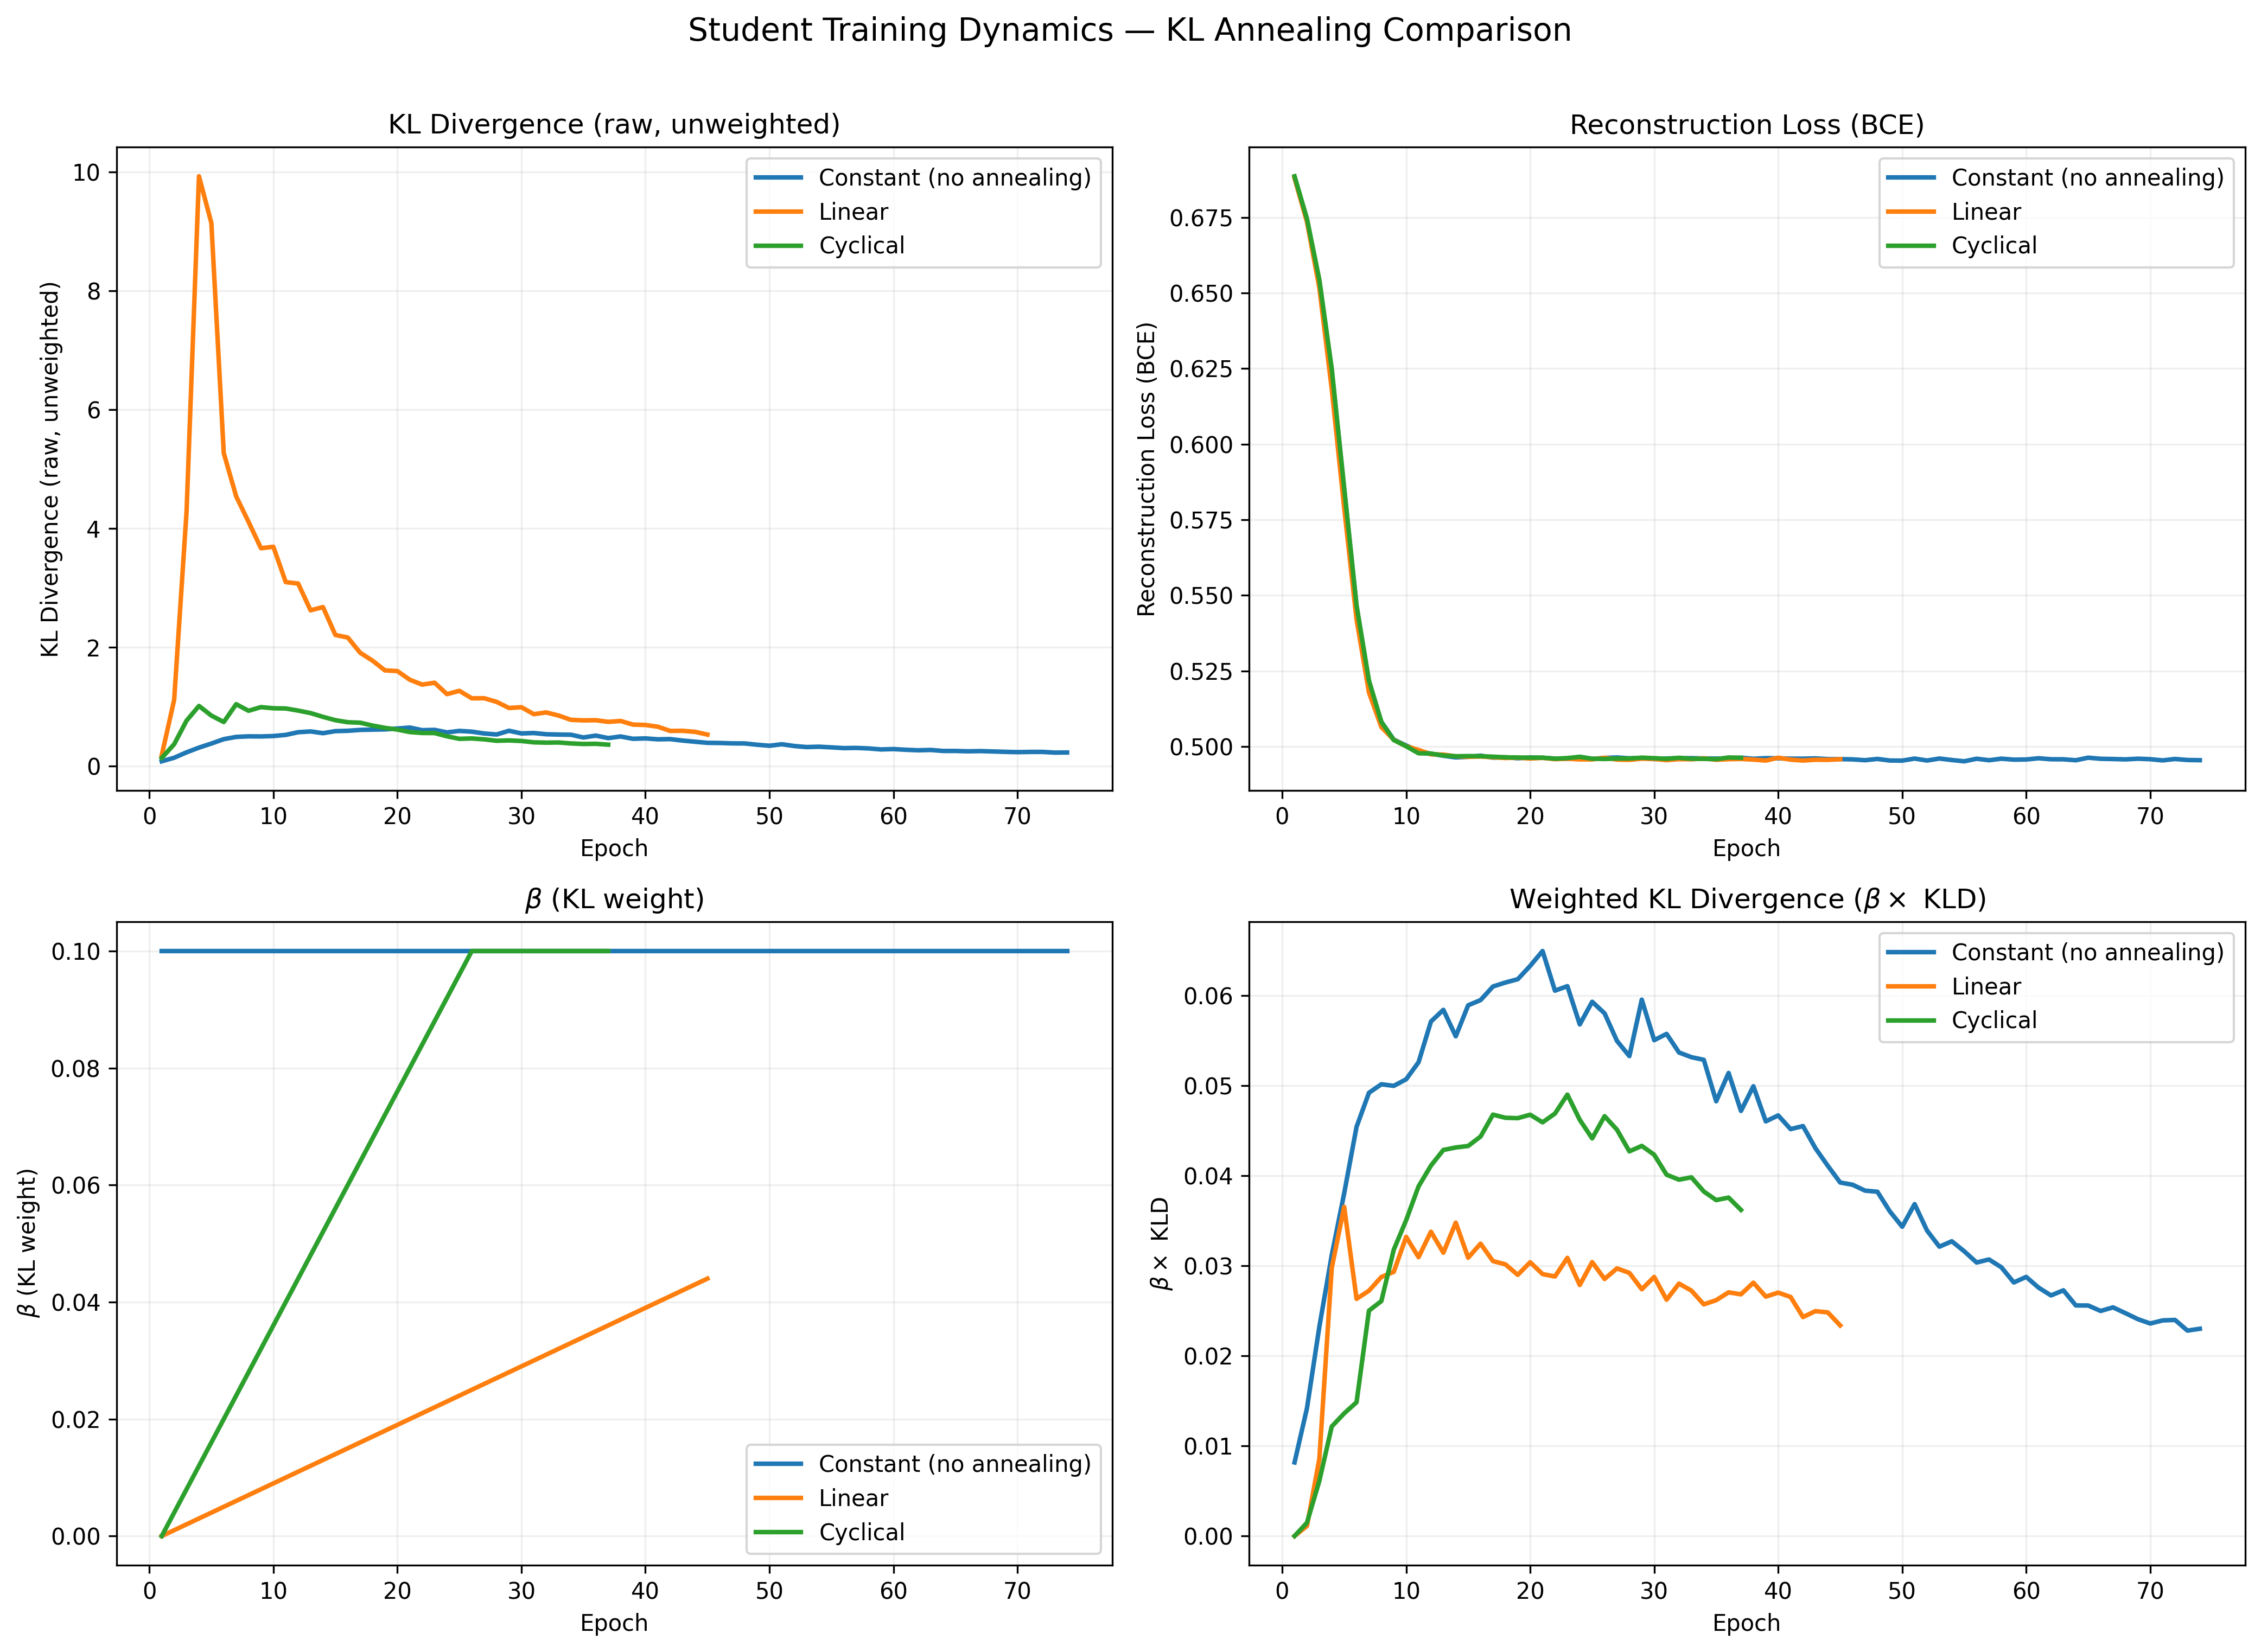 Student Training Dynamics — KL Annealing Comparison
KL Divergence (raw, unweighted)
KL Divergence (raw, unweighted)
10
8
6
4
2
0
0 10 20 30 40 50 60 70
Epoch
Constant (no annealing)
Linear
Cyclical
Reconstruction Loss (BCE)
Reconstruction Loss (BCE)
0.675
0.650
0.625
0.600
0.575
0.550
0.525
0.500
0 10 20 30 40 50 60 70
Epoch
Constant (no annealing)
Linear
Cyclical
β (KL weight)
β (KL weight)
0.10
0.08
0.06
0.04
0.02
0.00
0 10 20 30 40 50 60 70
Epoch
Constant (no annealing)
Linear
Cyclical
Weighted KL Divergence (β × KLD)
β × KLD
0.06
0.05
0.04
0.03
0.02
0.01
0.00
0 10 20 30 40 50 60 70
Epoch
Constant (no annealing)
Linear
Cyclical